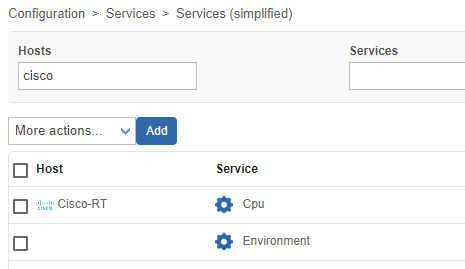 Configuration > Services > Services (simplified)
Hosts Services
cisco
More actions... Add
Host Service
cisco Cisco-RT Cpu
Environment